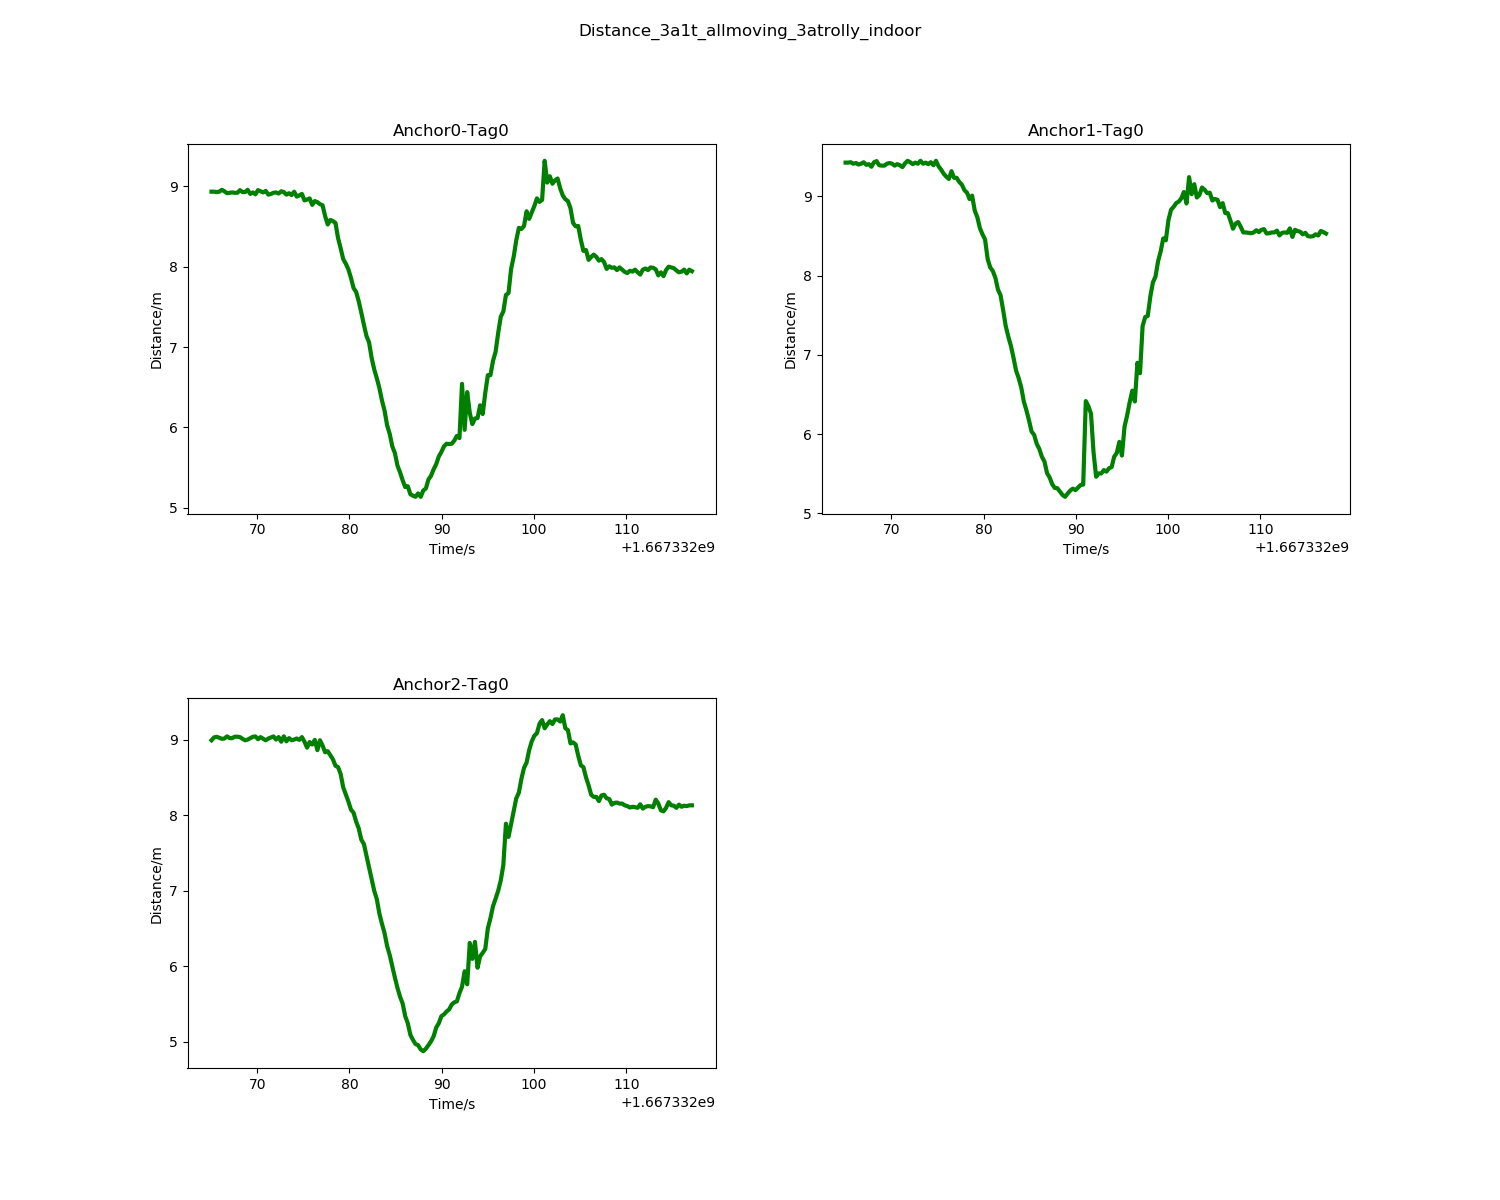 Distance_3a1t_allmoving_3atrolly_indoor
Anchor0-Tag0
9
8
7
6
5
Distance/m
70 80 90 100 110
Time/s
+1.667332e9
Anchor1-Tag0
9
8
7
6
5
Distance/m
70 80 90 100 110
Time/s
+1.667332e9
Anchor2-Tag0
9
8
7
6
5
Distance/m
70 80 90 100 110
Time/s
+1.667332e9